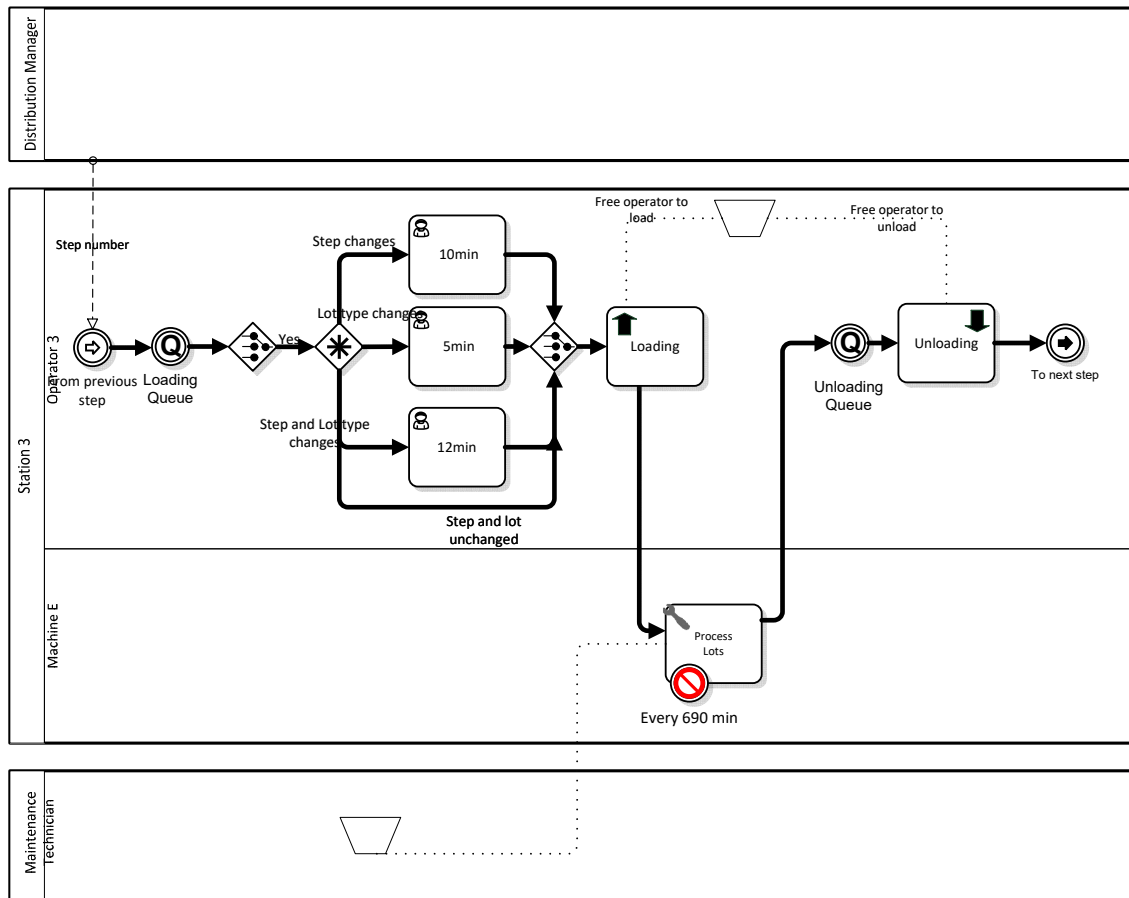 Distribution Manager
Step number
Station 3
Operator 3
From previous
step
Loading
Queue
Yes
Step changes
10min
Lot type changes
5min
Step and Lot type
changes
12min
Step and lot
unchanged
Free operator to
load
Loading
Free operator to
unload
Q
Q
Unloading
Queue
Unloading
To next step
Machine E
Process
Lots
Every 690 min
Maintenance
Technician